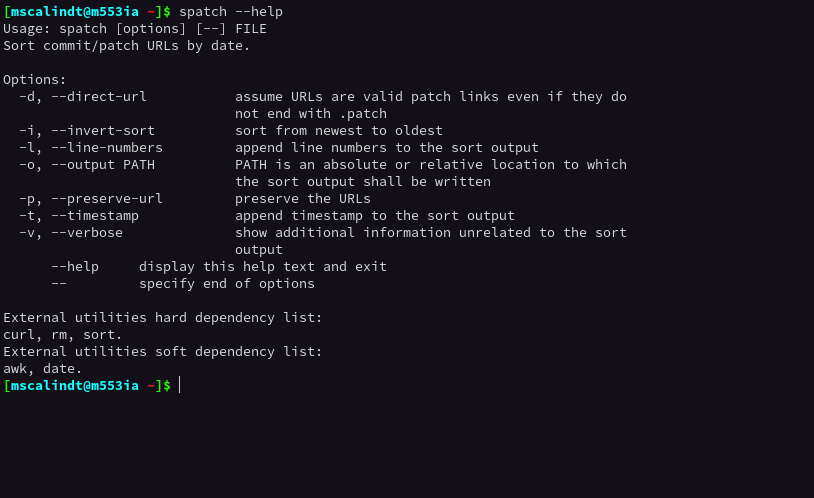 [mscalindt@m553ia ~]$ spatch --help
Usage: spatch [options] [--] FILE
Sort commit/patch URLs by date.

Options:
  -d, --direct-url           assume URLs are valid patch links even if they do
                             not end with .patch
  -i, --invert-sort          sort from newest to oldest
  -l, --line-numbers         append line numbers to the sort output
  -o, --output PATH          PATH is an absolute or relative location to which
                             the sort output shall be written
  -p, --preserve-url         preserve the URLs
  -t, --timestamp            append timestamp to the sort output
  -v, --verbose              show additional information unrelated to the sort
                             output
      --help     display this help text and exit
      --         specify end of options

External utilities hard dependency list:
curl, rm, sort.
External utilities soft dependency list:
awk, date.
[mscalindt@m553ia ~]$